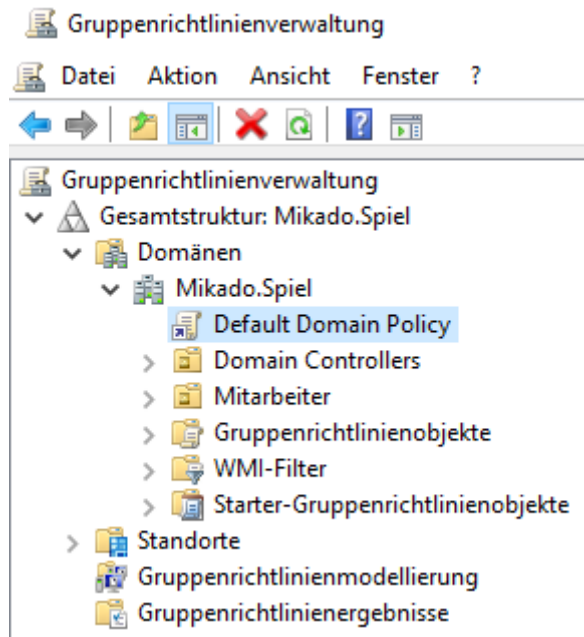 Gruppenrichtlinienverwaltung
Datei Aktion Ansicht Fenster ?
Gruppenrichtlinienverwaltung
Gesamtstruktur: Mikado.Spiel
Domänen
Mikado.Spiel
Default Domain Policy
Domain Controllers
Mitarbeiter
Gruppenrichtlinienobjekte
WMI-Filter
Starter-Gruppenrichtlinienobjekte
Standorte
Gruppenrichtlinienmodellierung
Gruppenrichtlinienergebnisse